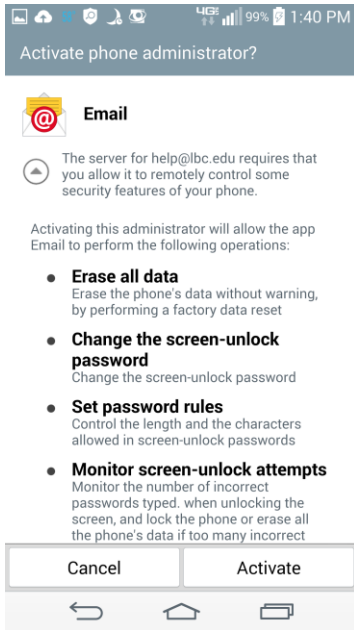 4GE 99% 1:40 PM
Activate phone administrator?
@ Email
The server for help@lbc.edu requires that
you allow it to remotely control some
security features of your phone.
Activating this administrator will allow the app
Email to perform the following operations:
● Erase all data
Erase the phone's data without warning,
by performing a factory data reset
● Change the screen-unlock
password
Change the screen-unlock password
● Set password rules
Control the length and the characters
allowed in screen-unlock passwords
● Monitor screen-unlock attempts
Monitor the number of incorrect
passwords typed. when unlocking the
screen, and lock the phone or erase all
the phone's data if too many incorrect
Cancel Activate